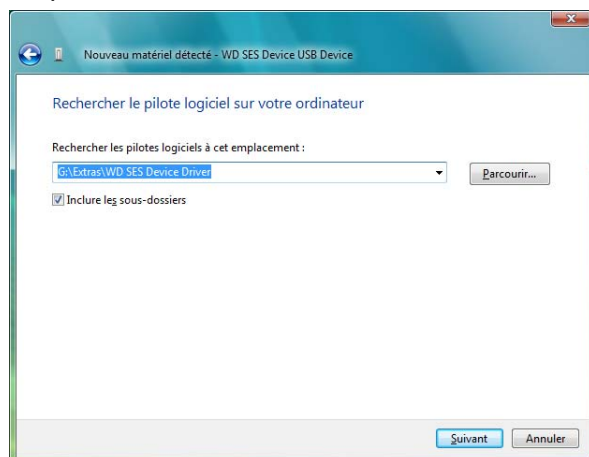 Nouveau matériel détecté - WD SES Device USB Device
Rechercher le pilote logiciel sur votre ordinateur
Rechercher les pilotes logiciels à cet emplacement :
G:\Extras\WD SES Device Driver
Parcourir...
Inclure les sous-dossiers
Suivant
Annuler